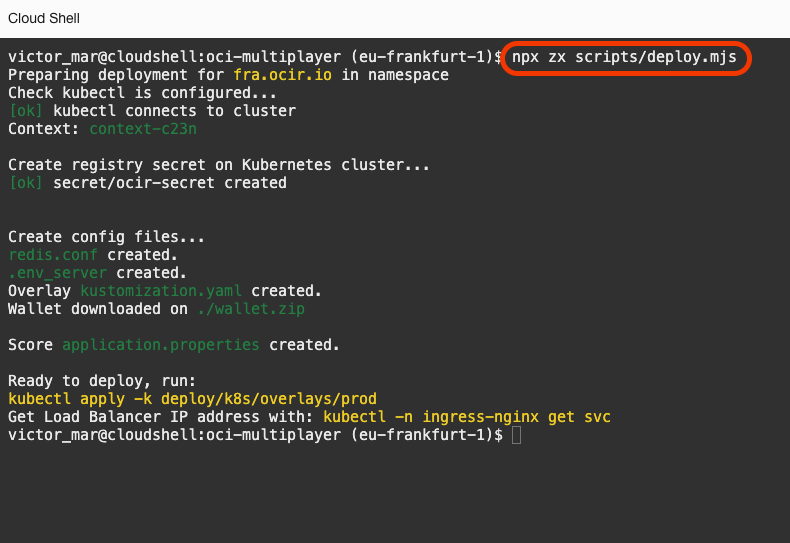 Cloud Shell
victor_mar@cloudshell:oci-multiplayer (eu-frankfurt-1)$ npx zx scripts/deploy.mjs
Preparing deployment for fra.ocir.io in namespace
Check kubectl is configured...
[ok] kubectl connects to cluster
Context: context-c23n
Create registry secret on Kubernetes cluster...
[ok] secret/ocir-secret created
Create config files...
redis.conf created.
.env_server created.
Overlay kustomization.yaml created.
Wallet downloaded on ./wallet.zip
Score application.properties created.
Ready to deploy, run:
kubectl apply -k deploy/k8s/overlays/prod
Get Load Balancer IP address with: kubectl -n ingress-nginx get svc
victor_mar@cloudshell:oci-multiplayer (eu-frankfurt-1)$